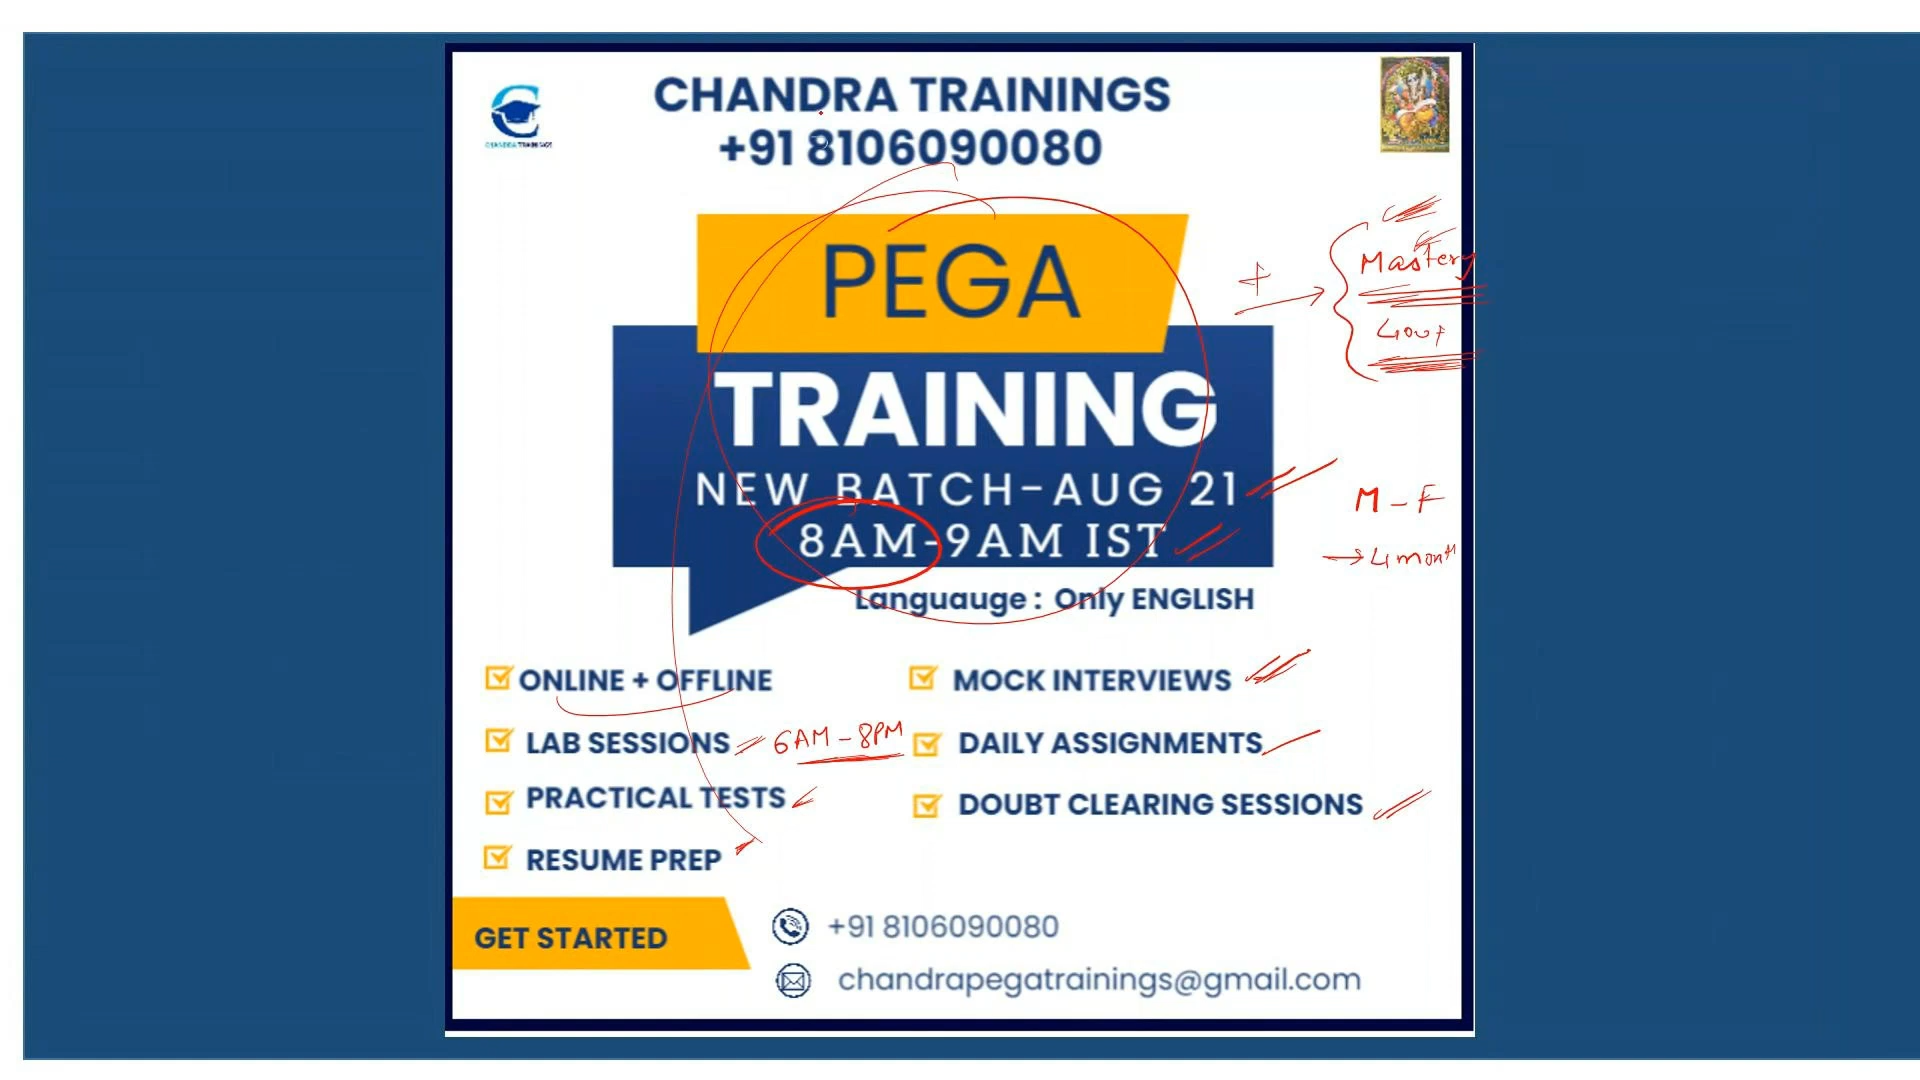 CHANDRA TRAININGS
+91 8106090080
CHANDRA TRAININGS
PEGA
+
Mastery
TRAINING
NEW BATCH-AUG 21
M-F
8AM-9AM IST
→ 4 month
Languauge : Only ENGLISH
ONLINE + OFFLINE
MOCK INTERVIEWS
LAB SESSIONS
6AM-8PM
DAILY ASSIGNMENTS
PRACTICAL TESTS
DOUBT CLEARING SESSIONS
RESUME PREP
GET STARTED
+91 8106090080
chandrapegatrainings@gmail.com